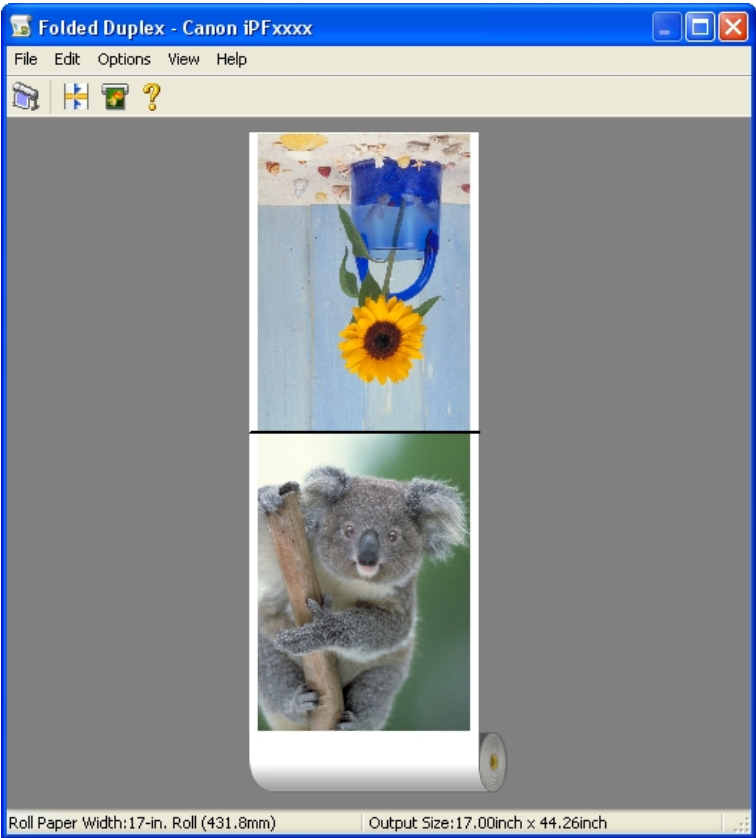 Folded Duplex - Canon iPFxxxx
File Edit Options View Help
Roll Paper Width:17-in. Roll (431.8mm) Output Size:17.00inch x 44.26inch